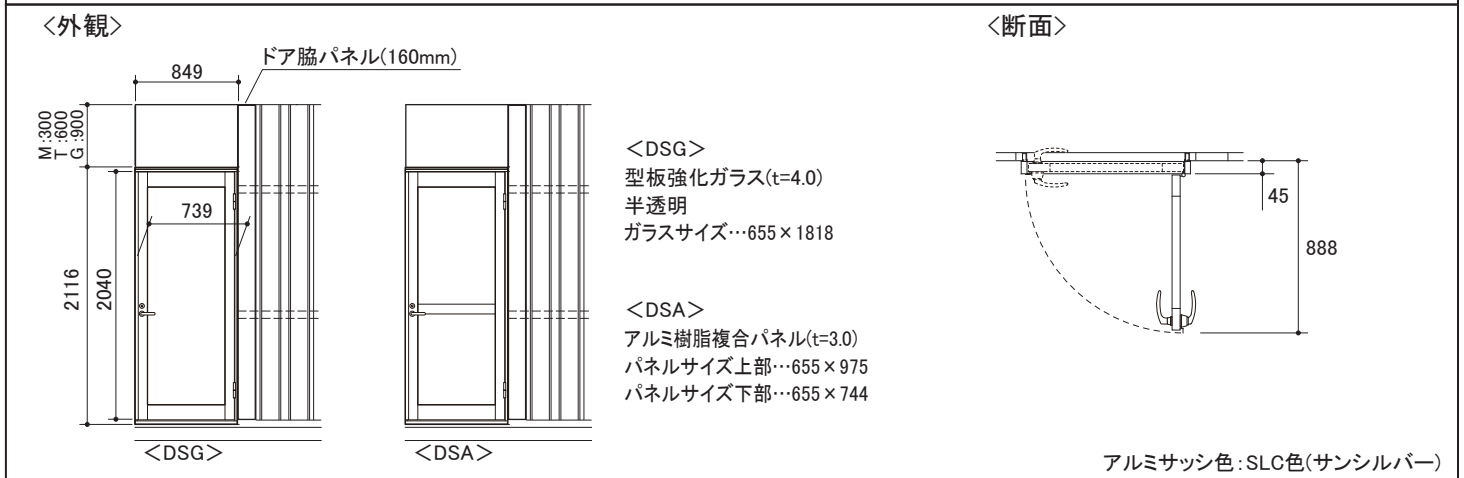 <外観>
ドア脇パネル(160mm)
849
M:300
T:600
G:900
739
2116
2040
<DSG>
<DSA>
<DSG>
型板強化ガラス(t=4.0)
半透明
ガラスサイズ…655×1818
<DSA>
アルミ樹脂複合パネル(t=3.0)
パネルサイズ上部…655×975
パネルサイズ下部…655×744
<断面>
45
888
アルミサッシ色:SLC色(サンシルバー)